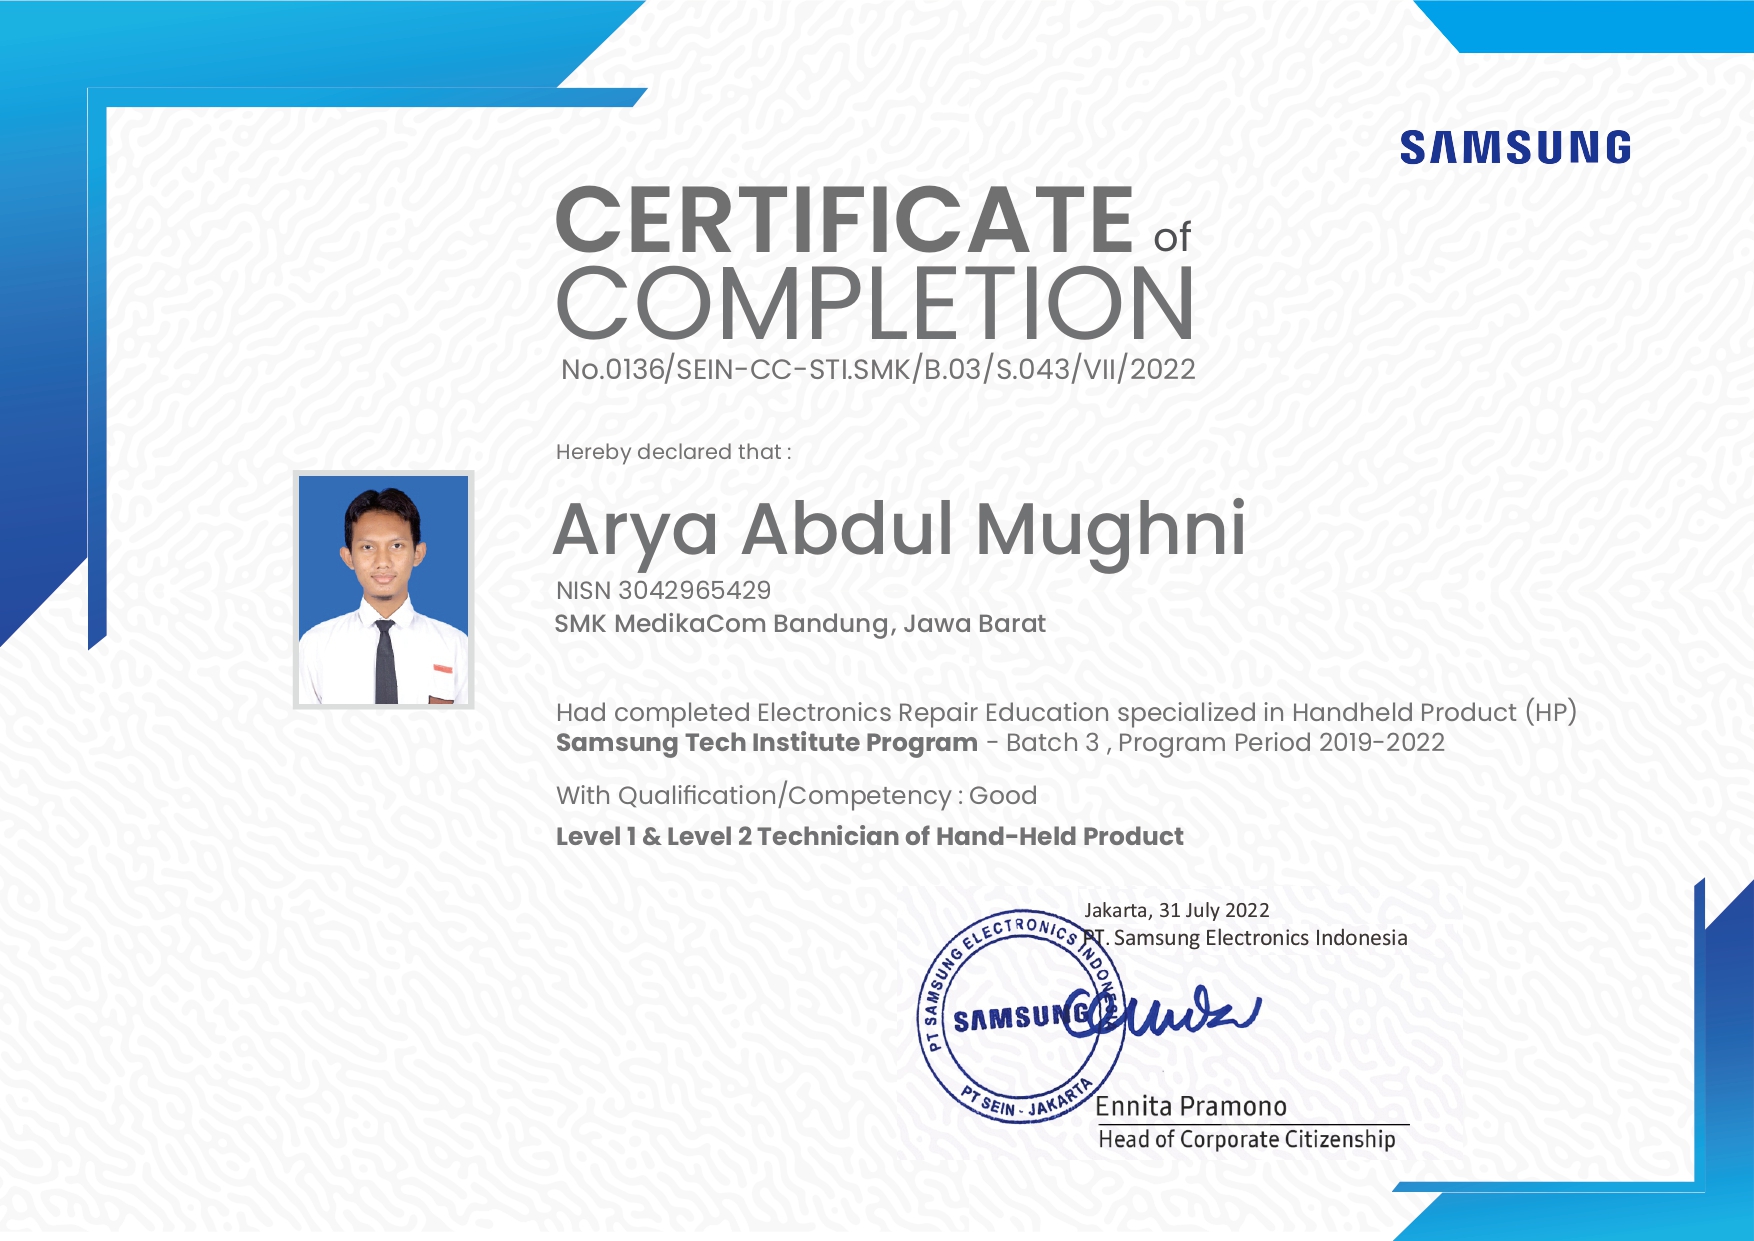 SAMSUNG
CERTIFICATE of
COMPLETION
No.0136/SEIN-CC-STI.SMK/B.03/S.043/VII/2022
Hereby declared that :
Arya Abdul Mughni
NISN 3042965429
SMK MedikaCom Bandung, Jawa Barat
Had completed Electronics Repair Education specialized in Handheld Product (HP)
Samsung Tech Institute Program - Batch 3 , Program Period 2019-2022
With Qualification/Competency : Good
Level 1 & Level 2 Technician of Hand-Held Product
Jakarta, 31 July 2022
PT. Samsung Electronics Indonesia
PT SAMSUNG ELECTRONICS INDONESIA
SAMSUNG
PT SEIN - JAKARTA
Ennita Pramono
Head of Corporate Citizenship